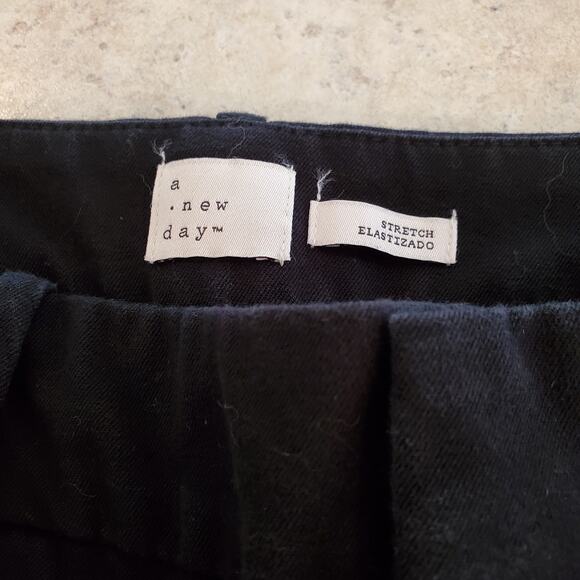 a
.new
day™
STRETCH
ELASTIZADO